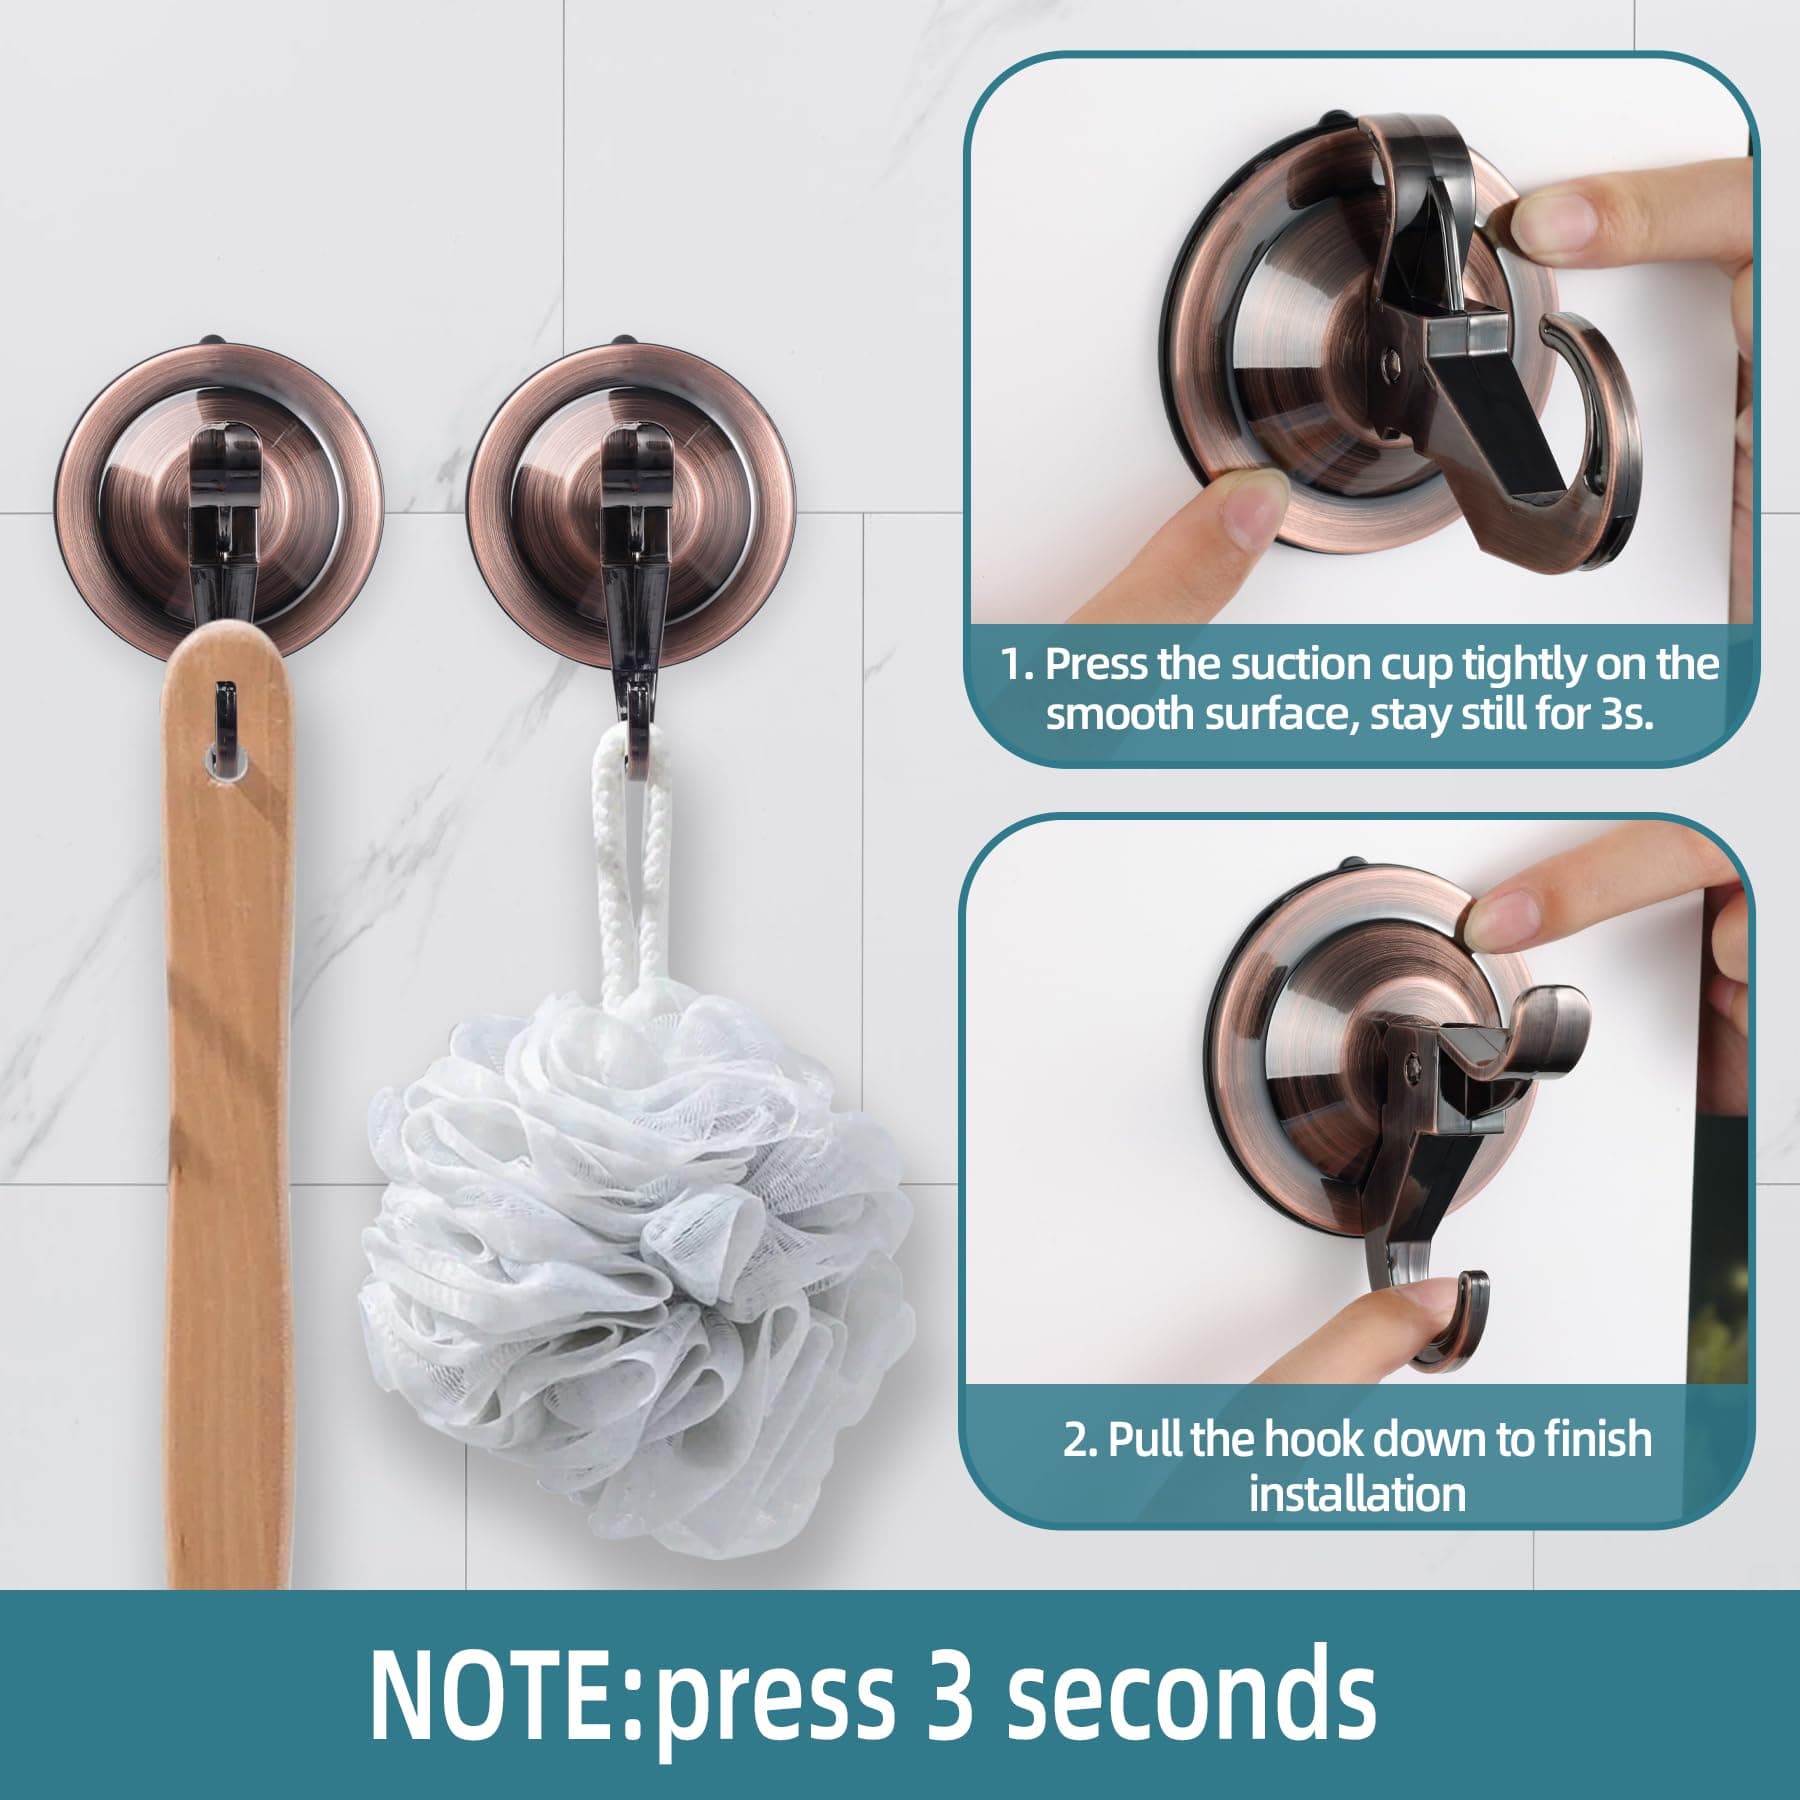 1. Press the suction cup tightly on the
smooth surface, stay still for 3s.
2. Pull the hook down to finish
installation
NOTE:press 3 seconds